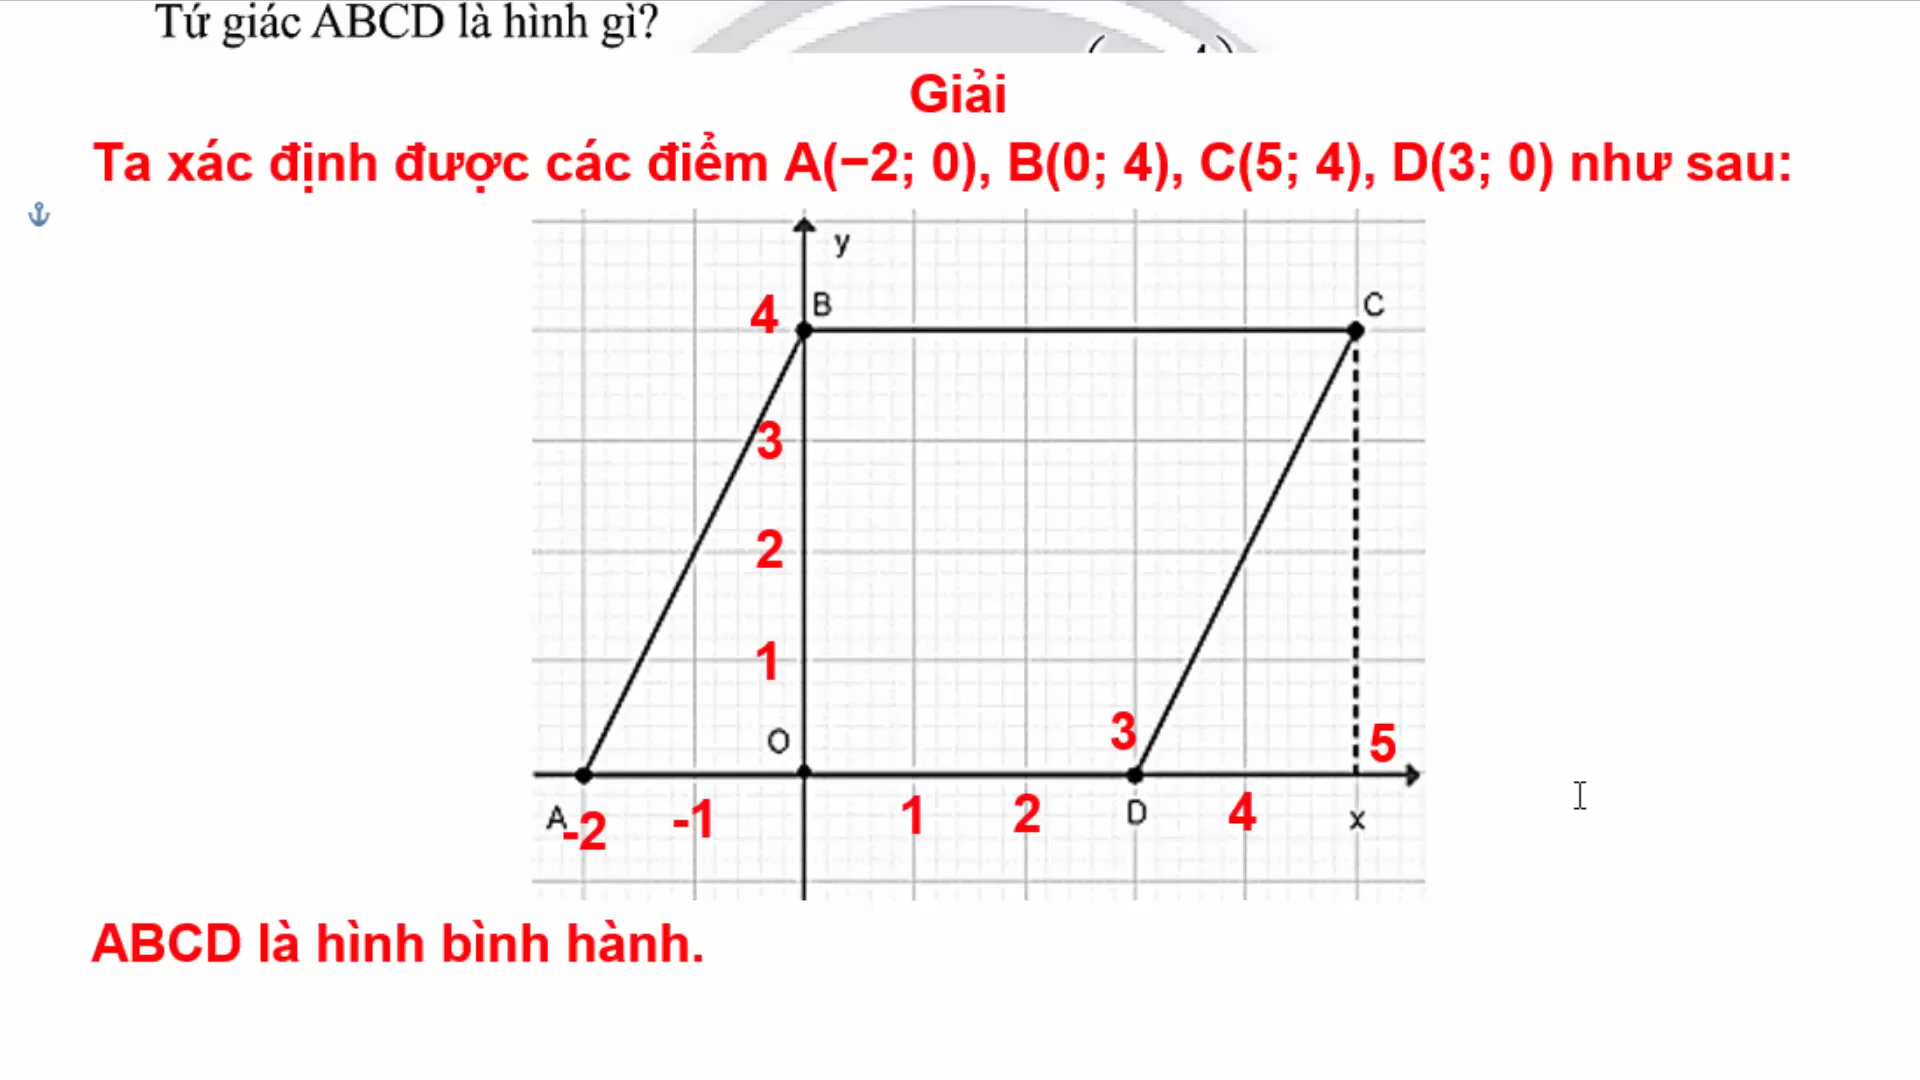 Tứ giác ABCD là hình gì?
Giải
Ta xác định được các điểm A(−2; 0), B(0; 4), C(5; 4), D(3; 0) như sau:
y
4 B C
3
2
1
O 3 5
A -2 -1 1 2 D 4 x
ABCD là hình bình hành.